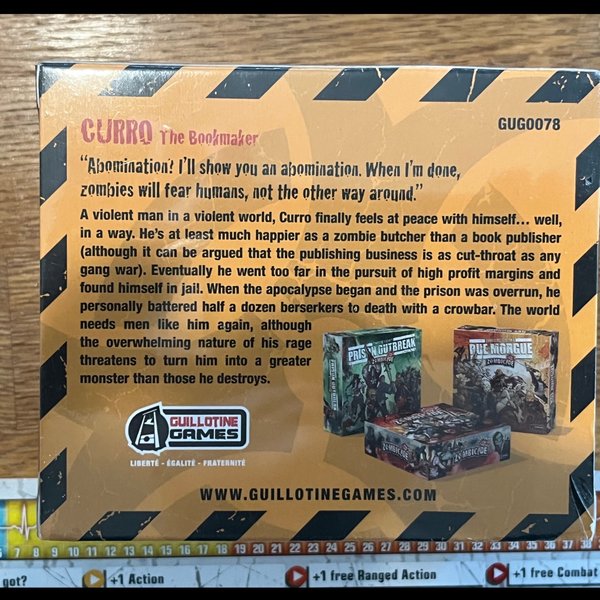 CURRO The Bookmaker
GUG0078
"Abomination? I'll show you an abomination. When I'm done,
zombies will fear humans, not the other way around."
A violent man in a violent world, Curro finally feels at peace with himself... well,
in a way. He's at least much happier as a zombie butcher than a book publisher
(although it can be argued that the publishing business is as cut-throat as any
gang war). Eventually he went too far in the pursuit of high profit margins and
found himself in jail. When the apocalypse began and the prison was overrun, he
personally battered half a dozen berserkers to death with a crowbar. The world
needs men like him again, although
the overwhelming nature of his rage
threatens to turn him into a greater
monster than those he destroys.
PRISON OUTBREAK
ZOMBICIDE
RUE MORGUE
ZOMBICIDE
ZOMBICIDE
GUILLOTINE
GAMES
LIBERTÉ - ÉGALITÉ - FRATERNITÉ
WWW.GUILLOTINEGAMES.COM
7 8 9 10 11 12 13 14 15 16 17 18 19 20 21 22 23 24 25 26 27 28 29 30 31 32 33 34 35 36 37 38
got?
+1 Action
+1 free Ranged Action
+1 free Combat